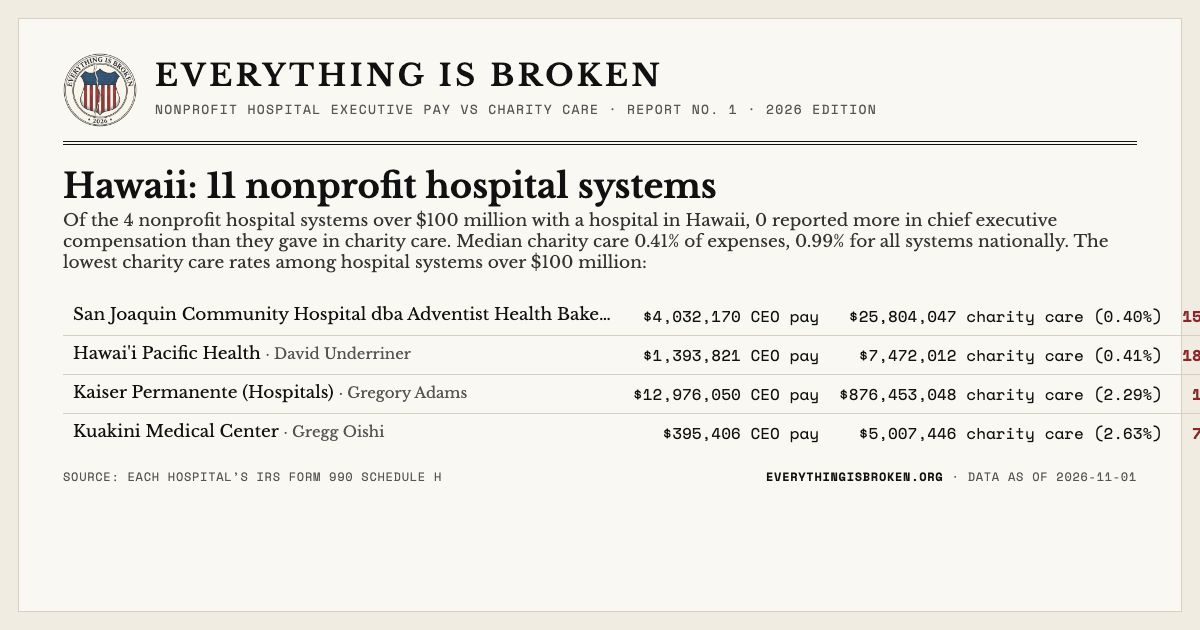 EVERYTHING IS BROKEN
2026
EVERYTHING IS BROKEN
NONPROFIT HOSPITAL EXECUTIVE PAY VS CHARITY CARE · REPORT NO. 1 · 2026 EDITION
Hawaii: 11 nonprofit hospital systems
Of the 4 nonprofit hospital systems over $100 million with a hospital in Hawaii, 0 reported more in chief executive
compensation than they gave in charity care. Median charity care 0.41% of expenses, 0.99% for all systems nationally. The
lowest charity care rates among hospital systems over $100 million:
San Joaquin Community Hospital dba Adventist Health Bake… $4,032,170 CEO pay $25,804,047 charity care (0.40%) 15
Hawai'i Pacific Health · David Underriner $1,393,821 CEO pay $7,472,012 charity care (0.41%) 18
Kaiser Permanente (Hospitals) · Gregory Adams $12,976,050 CEO pay $876,453,048 charity care (2.29%) 1
Kuakini Medical Center · Gregg Oishi $395,406 CEO pay $5,007,446 charity care (2.63%) 7
SOURCE: EACH HOSPITAL'S IRS FORM 990 SCHEDULE H EVERYTHINGISBROKEN.ORG · DATA AS OF 2026-11-01